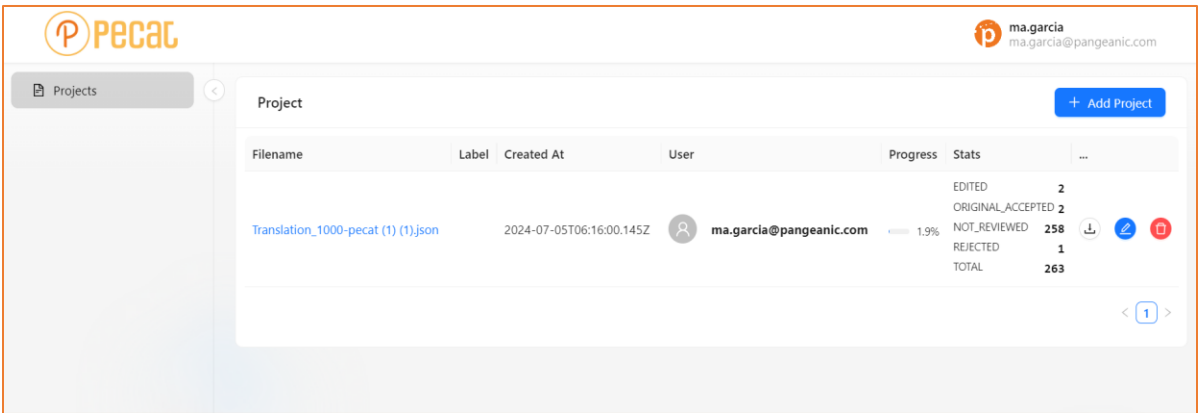 Pecat
ma.garcia
ma.garcia@pangeanic.com
Projects
Project
+ Add Project
Filename Label Created At User Progress Stats ...
Translation_1000-pecat (1) (1).json 2024-07-05T06:16:00.145Z ma.garcia@pangeanic.com 1.9%
EDITED 2
ORIGINAL_ACCEPTED 2
NOT_REVIEWED 258
REJECTED 1
TOTAL 263
< 1 >